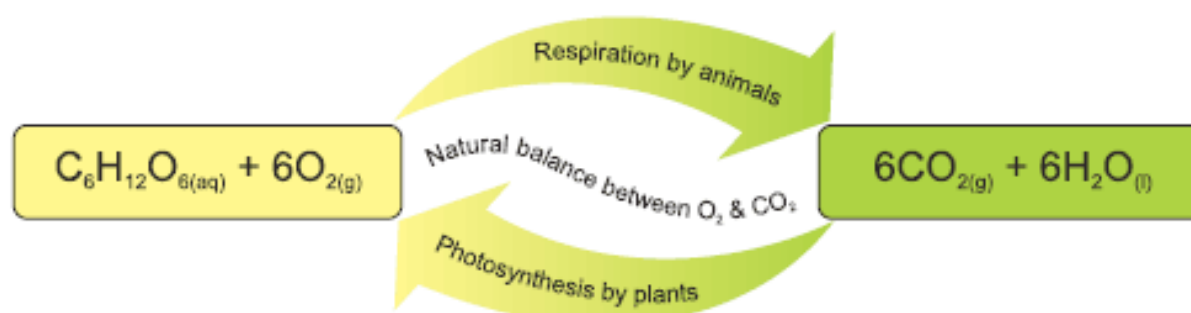 Respiration by animals
C₆H₁₂O₆(aq) + 6O₂(g)
Natural balance between O₂ & CO₂
6CO₂(g) + 6H₂O(l)
Photosynthesis by plants